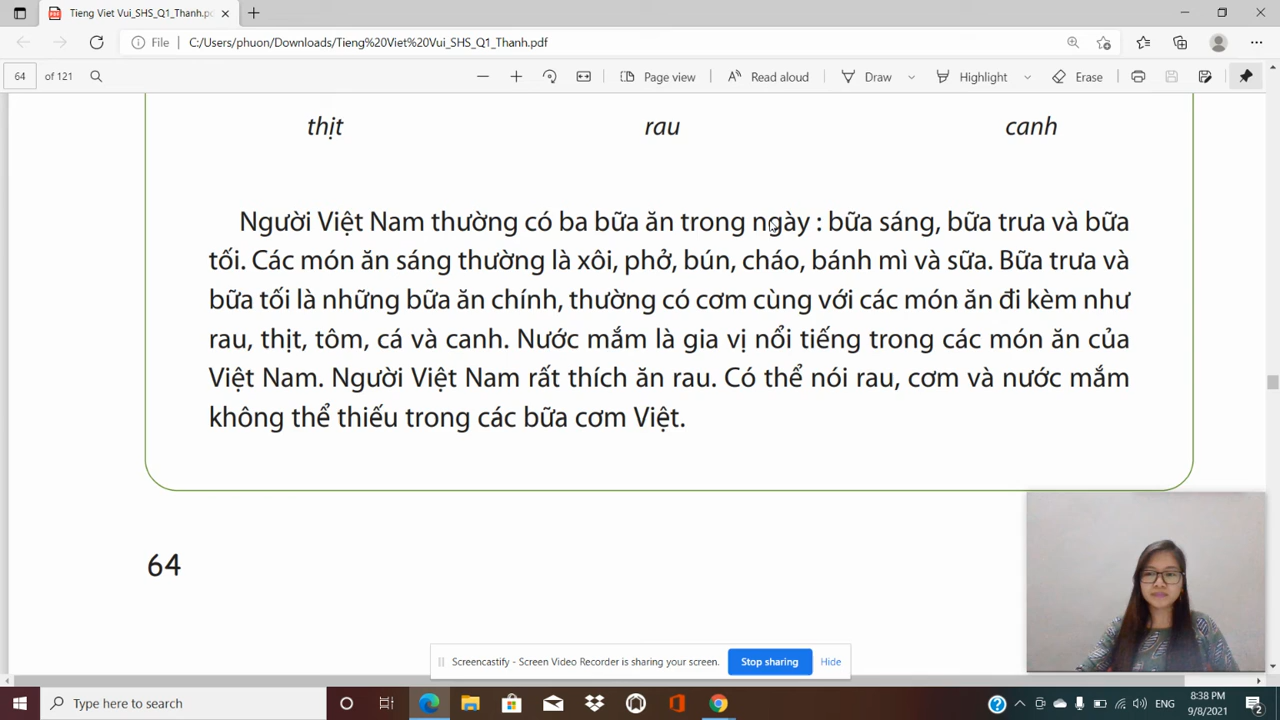 Tieng Viet Vui_SHS_Q1_Thanh.pd
File C:/Users/phuon/Downloads/Tieng%20Viet%20Vui_SHS_Q1_Thanh.pdf
64 of 121 Page view Read aloud Draw Highlight Erase
thịt rau canh
Người Việt Nam thường có ba bữa ăn trong ngày : bữa sáng, bữa trưa và bữa
tối. Các món ăn sáng thường là xôi, phở, bún, cháo, bánh mì và sữa. Bữa trưa và
bữa tối là những bữa ăn chính, thường có cơm cùng với các món ăn đi kèm như
rau, thịt, tôm, cá và canh. Nước mắm là gia vị nổi tiếng trong các món ăn của
Việt Nam. Người Việt Nam rất thích ăn rau. Có thể nói rau, cơm và nước mắm
không thể thiếu trong các bữa cơm Việt.
64
Screencastify - Screen Video Recorder is sharing your screen. Stop sharing Hide
Type here to search
ENG
8:38 PM
9/8/2021
2